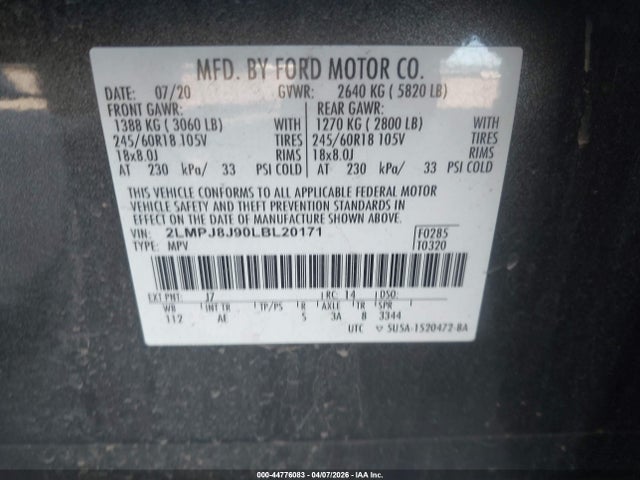 MFD. BY FORD MOTOR CO.
DATE: 07/20 GVWR: 2640 KG ( 5820 LB)
FRONT GAWR: REAR GAWR:
1388 KG ( 3060 LB) WITH 1270 KG ( 2800 LB) WITH
245/60R18 105V TIRES 245/60R18 105V TIRES
18x8.0J RIMS 18x8.0J RIMS
AT 230 kPa/ 33 PSI COLD AT 230 kPa/ 33 PSI COLD
THIS VEHICLE CONFORMS TO ALL APPLICABLE FEDERAL MOTOR
VEHICLE SAFETY AND THEFT PREVENTION STANDARDS IN
EFFECT ON THE DATE OF MANUFACTURE SHOWN ABOVE.
VIN: 2LMPJ8J90LBL20171 F0285
TYPE: MPV T0320
EXT PNT: J7 RC: 14 DSO:
WB INT TR TP/PS R AXLE TR SPR
112 AE 5 3A 8 3344
UTC 5U5A-1520472-BA
000-44776083 - 04/07/2026 - IAA Inc.